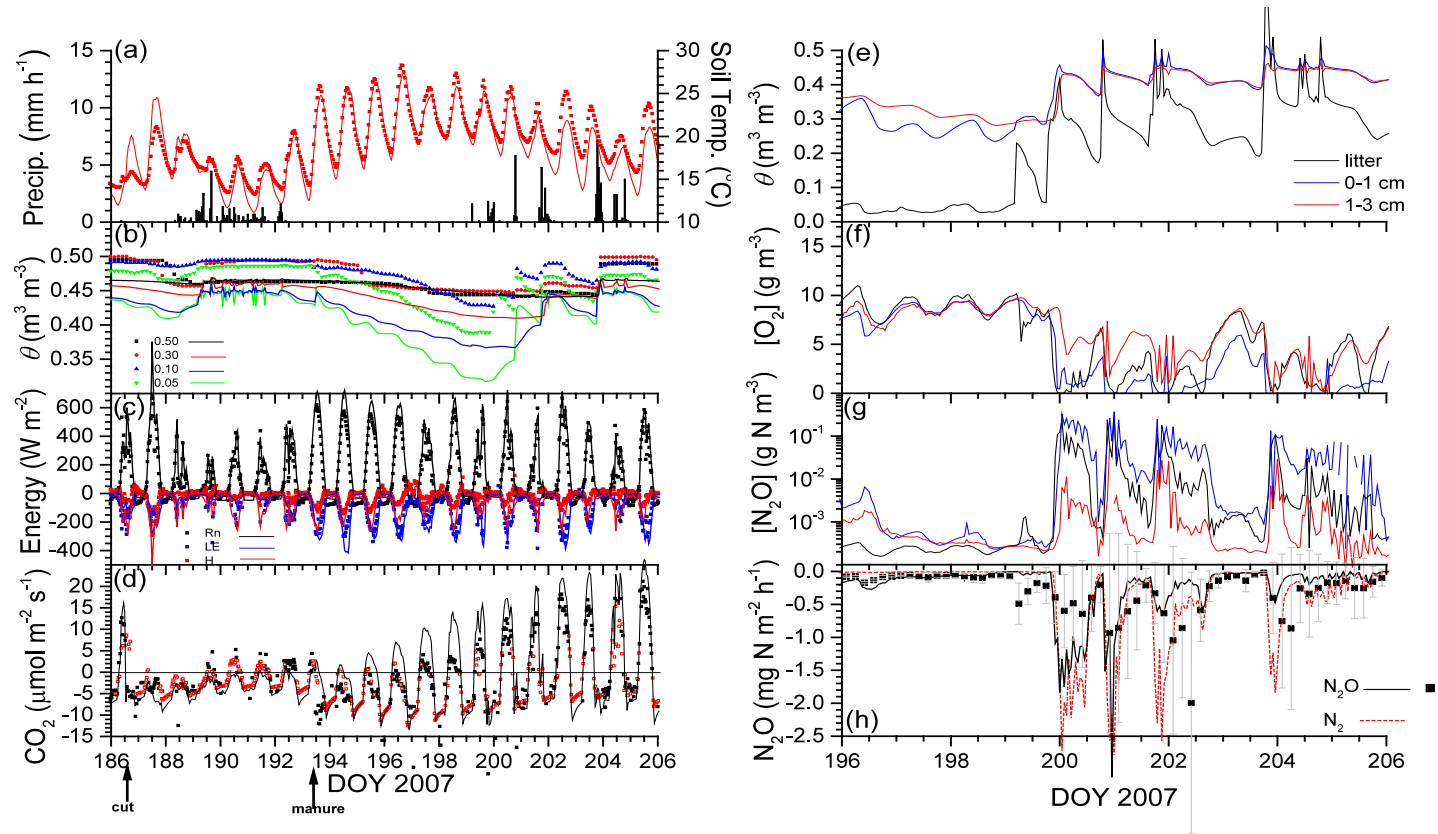 (a)
Precip. (mm h⁻¹)
15
10
5
0
30
25
20
15
10
Soil Temp. (°C)
(b)
θ (m³ m⁻³)
0.50
0.45
0.40
0.35
0.50
0.30
0.10
0.05
(c)
Energy (W m⁻²)
600
400
200
0
−200
−400
Rn
LE
H
(d)
CO₂ (μmol m⁻² s⁻¹)
20
15
10
5
0
−5
−10
−15
186 188 190 192 194 196 198 200 202 204 206
DOY 2007
cut
manure
(e)
θ (m³ m⁻³)
0.5
0.4
0.3
0.2
0.1
0.0
litter
0-1 cm
1-3 cm
(f)
[O₂] (g m⁻³)
15
10
5
0
(g)
[N₂O] (g N m⁻³)
10⁻¹
10⁻²
10⁻³
(h)
N₂O (mg N m⁻² h⁻¹)
0.0
−0.5
−1.0
−1.5
−2.0
−2.5
N₂O
N₂
196 198 200 202 204 206
DOY 2007